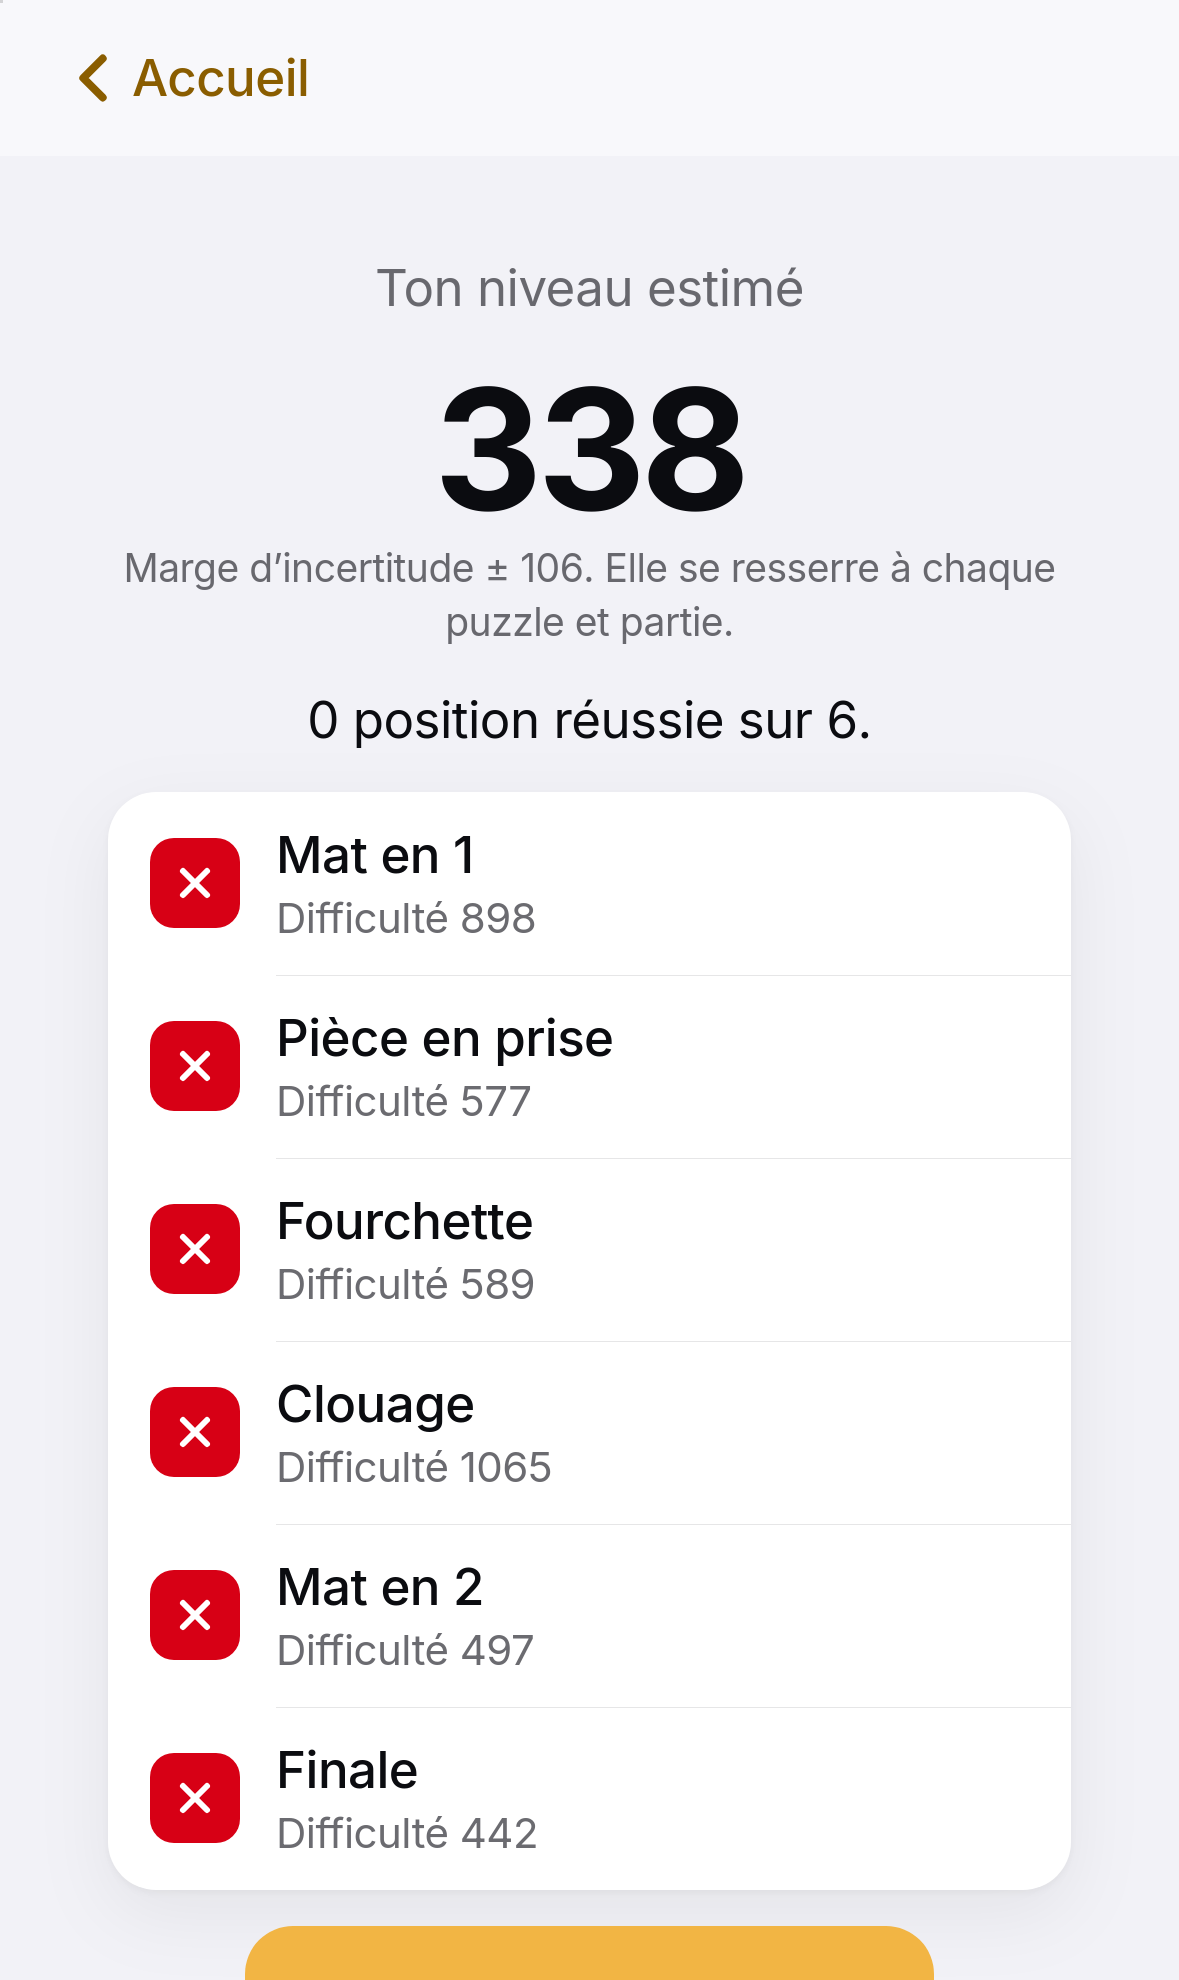 Accueil
Ton niveau estimé
338
Marge d’incertitude ± 106. Elle se resserre à chaque
puzzle et partie.
0 position réussie sur 6.
Mat en 1
Difficulté 898
Pièce en prise
Difficulté 577
Fourchette
Difficulté 589
Clouage
Difficulté 1065
Mat en 2
Difficulté 497
Finale
Difficulté 442